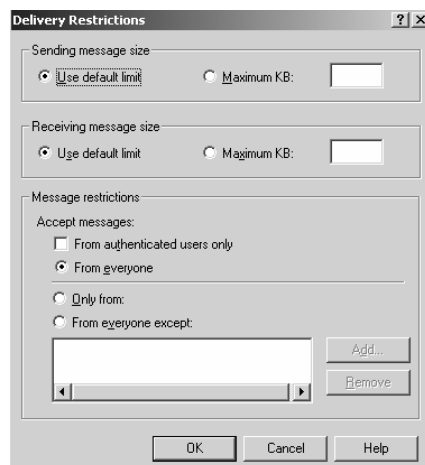 Delivery Restrictions
Sending message size
Use default limit Maximum KB:
Receiving message size
Use default limit Maximum KB:
Message restrictions
Accept messages:
From authenticated users only
From everyone
Only from:
From everyone except:
Add...
Remove
OK Cancel Help